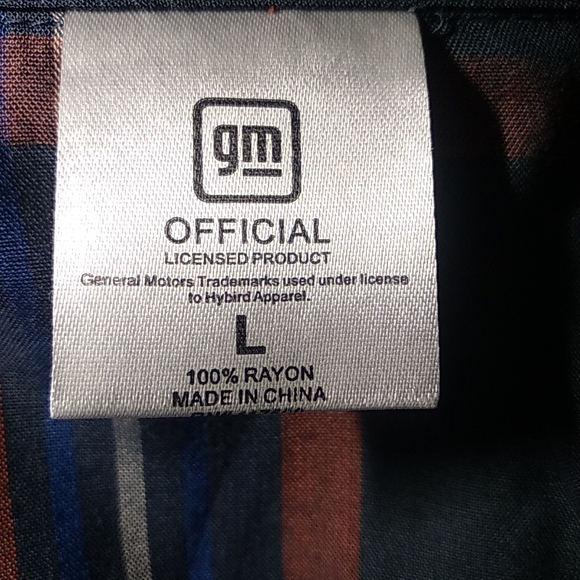 gm
OFFICIAL
LICENSED PRODUCT
General Motors Trademarks used under license
to Hybird Apparel.
L
100% RAYON
MADE IN CHINA